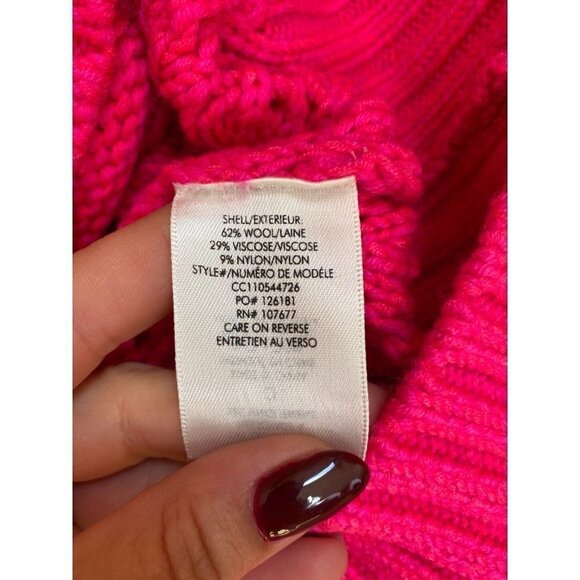 SHELL/EXTERIEUR
62% WOOL/LAINE
29% VISCOSE/VISCOSE
9% NYLON/NYLON
STYLE#/NUMÉRO DE MODÈLE
CC110544726
PO# 126181
RN# 107677
CARE ON REVERSE
ENTRETIEN AU VERSO